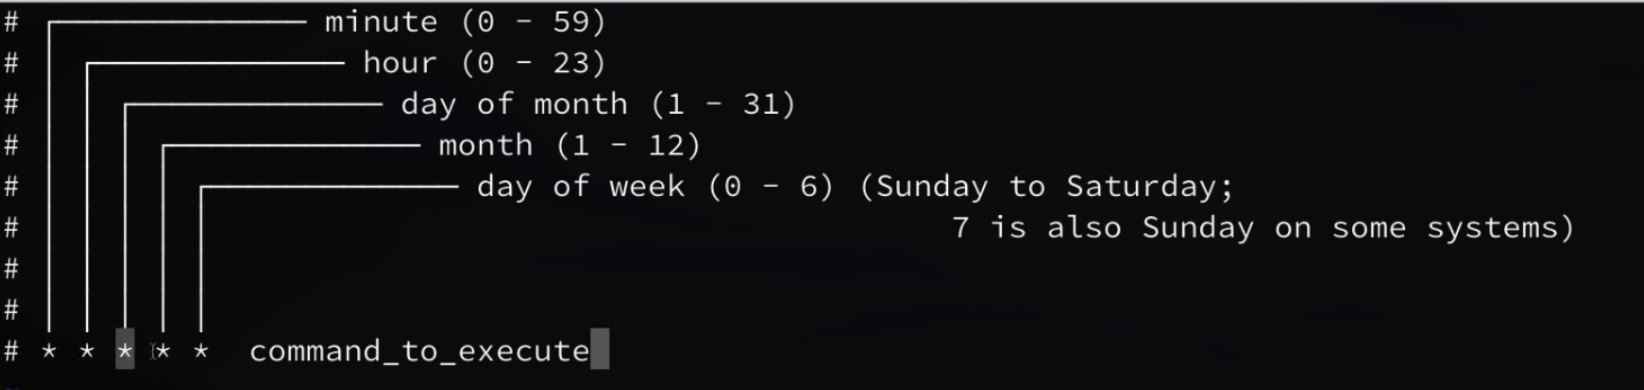 # minute (0 - 59)
# hour (0 - 23)
# day of month (1 - 31)
# month (1 - 12)
# day of week (0 - 6) (Sunday to Saturday;
# 7 is also Sunday on some systems)
#
#
# * * * * * command_to_execute